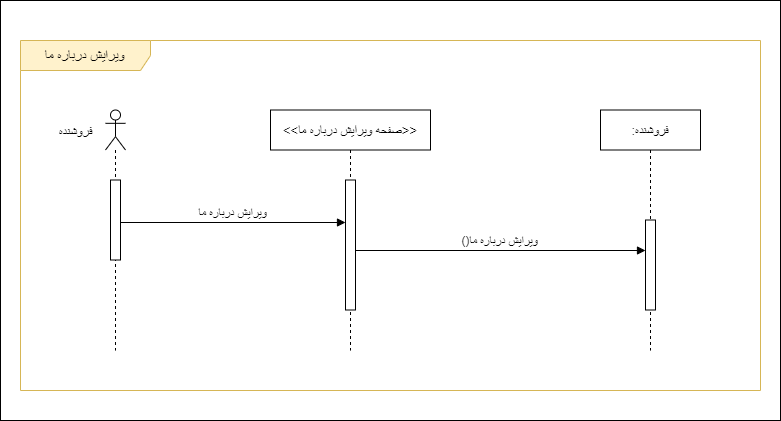 ویرایش درباره ما
فروشنده
<<صفحه ویرایش درباره ما>>
فروشنده:
ویرایش درباره ما
ویرایش درباره ما()